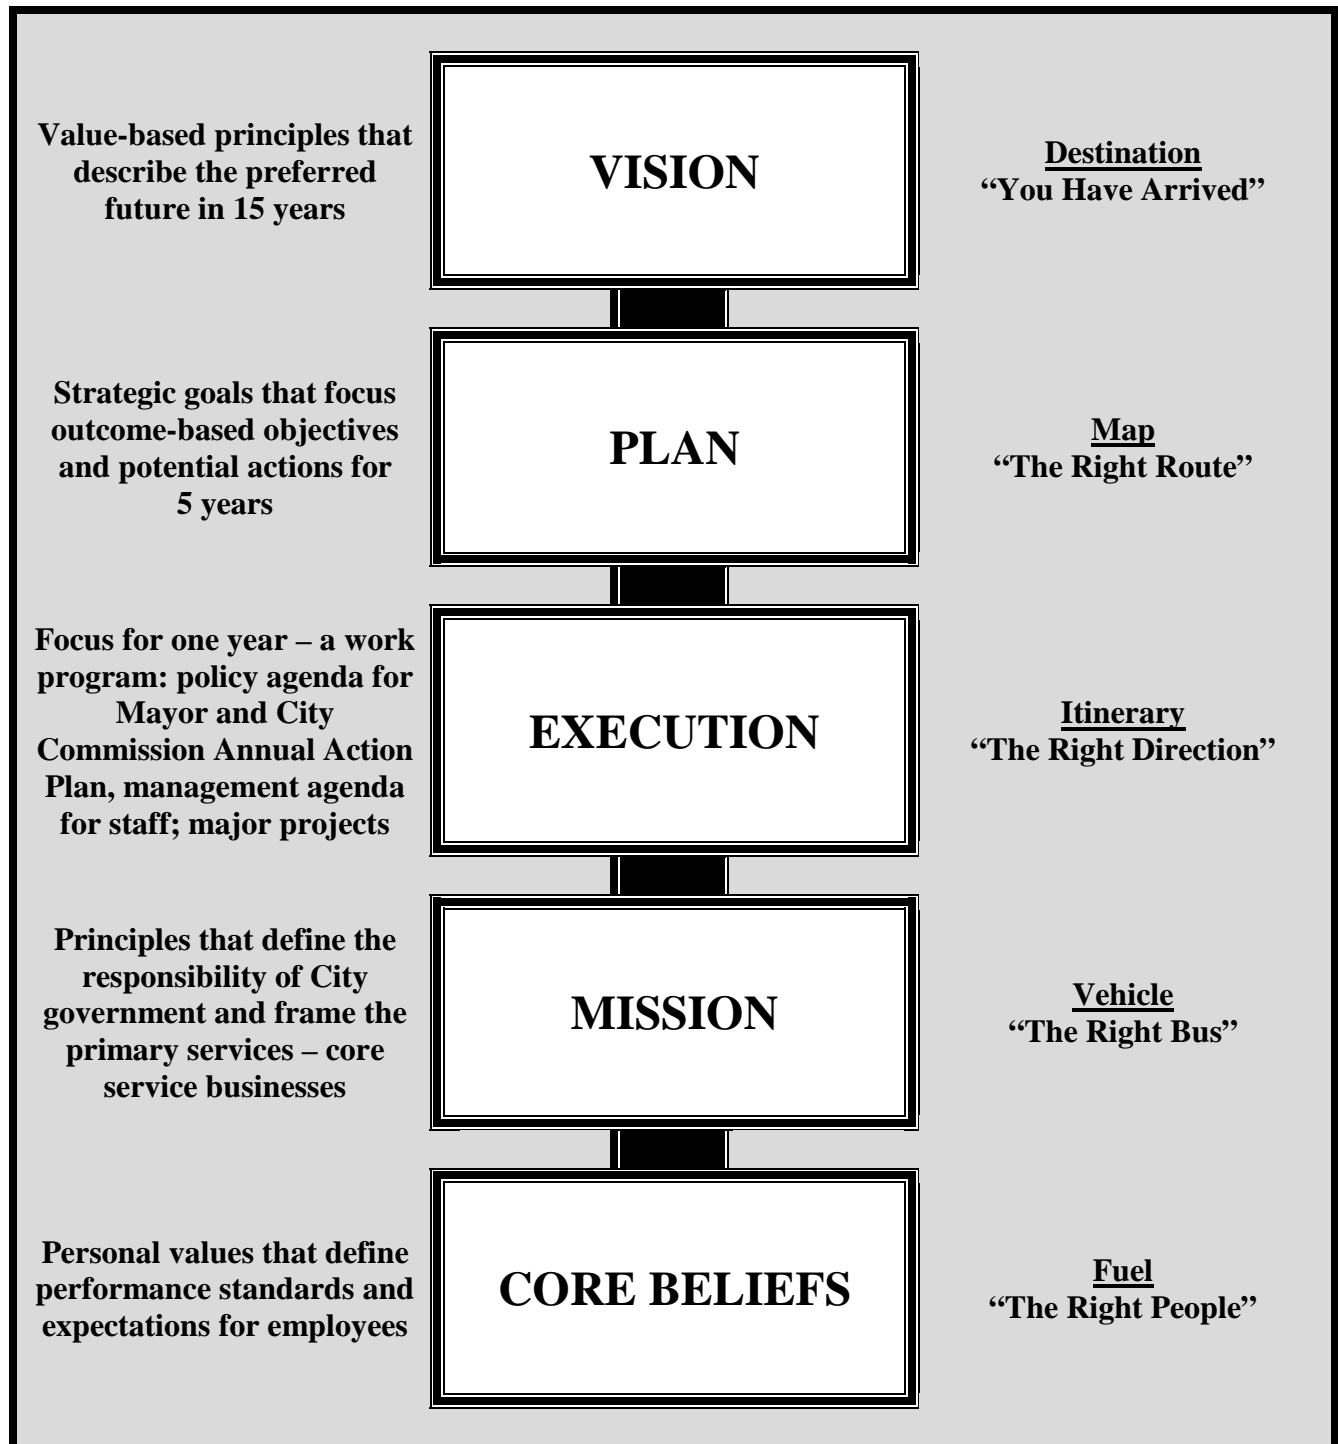 Value-based principles that
describe the preferred
future in 15 years
VISION
Destination
“You Have Arrived”
Strategic goals that focus
outcome-based objectives
and potential actions for
5 years
PLAN
Map
“The Right Route”
Focus for one year – a work
program: policy agenda for
Mayor and City
Commission Annual Action
Plan, management agenda
for staff; major projects
EXECUTION
Itinerary
“The Right Direction”
Principles that define the
responsibility of City
government and frame the
primary services – core
service businesses
MISSION
Vehicle
“The Right Bus”
Personal values that define
performance standards and
expectations for employees
CORE BELIEFS
Fuel
“The Right People”